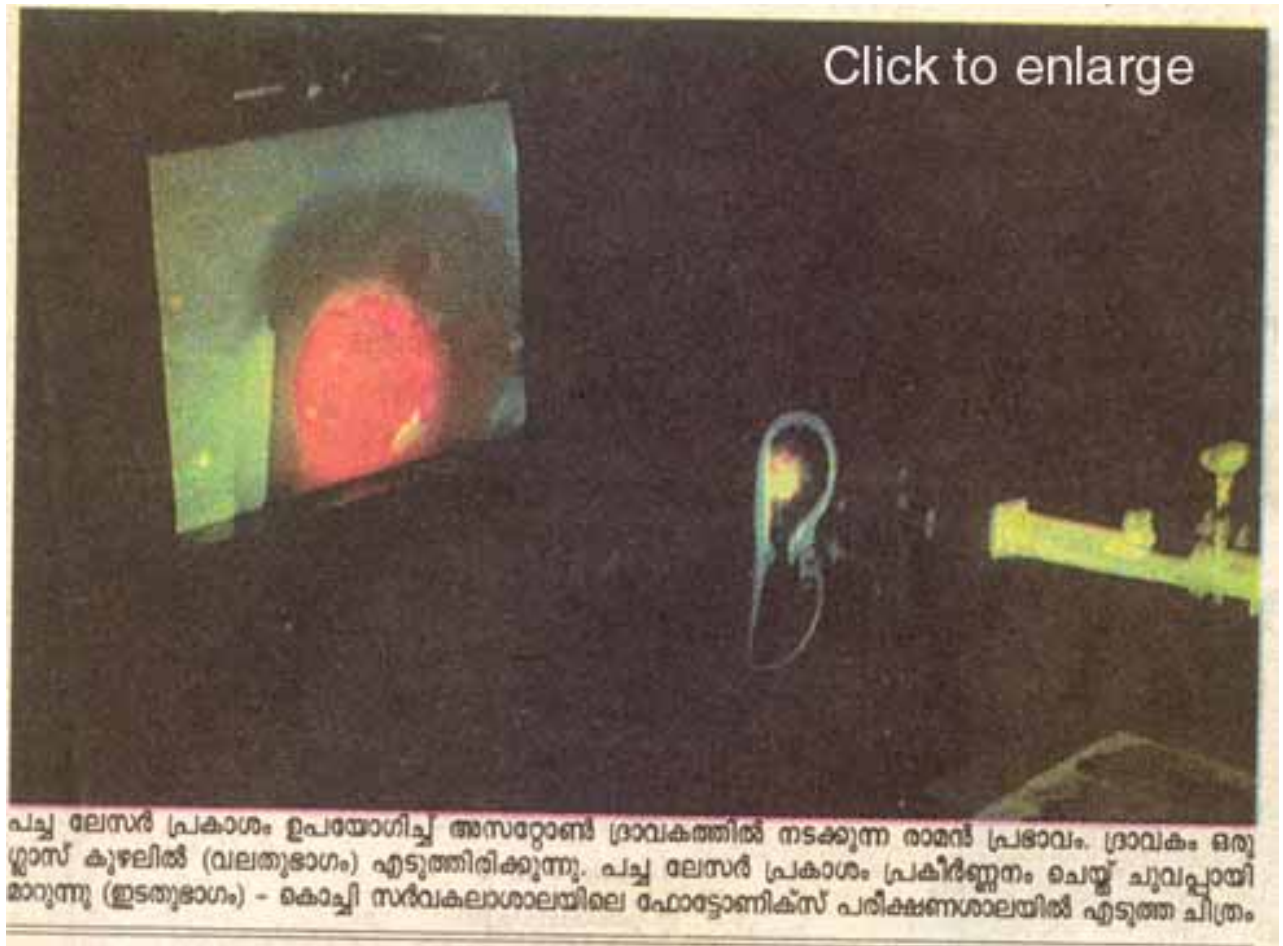 Click to enlarge
പച്ച ലേസർ പ്രകാശം ഉപയോഗിച്ച് അസറ്റോൺ ദ്രാവകത്തിൽ നടക്കുന്ന രാമൻ പ്രഭാവം. ദ്രാവകം ഒരു
ഗ്ലാസ് കുഴലിൽ (വലതുഭാഗം) എടുത്തിരിക്കുന്നു. പച്ച ലേസർ പ്രകാശം പ്രകീർണ്ണനം ചെയ്ത് ചുവപ്പായി
മാറുന്നു (ഇടതുഭാഗം) – കൊച്ചി സർവകലാശാലയിലെ ഫോട്ടോണിക്സ് പരീക്ഷണശാലയിൽ എടുത്ത ചിത്രം